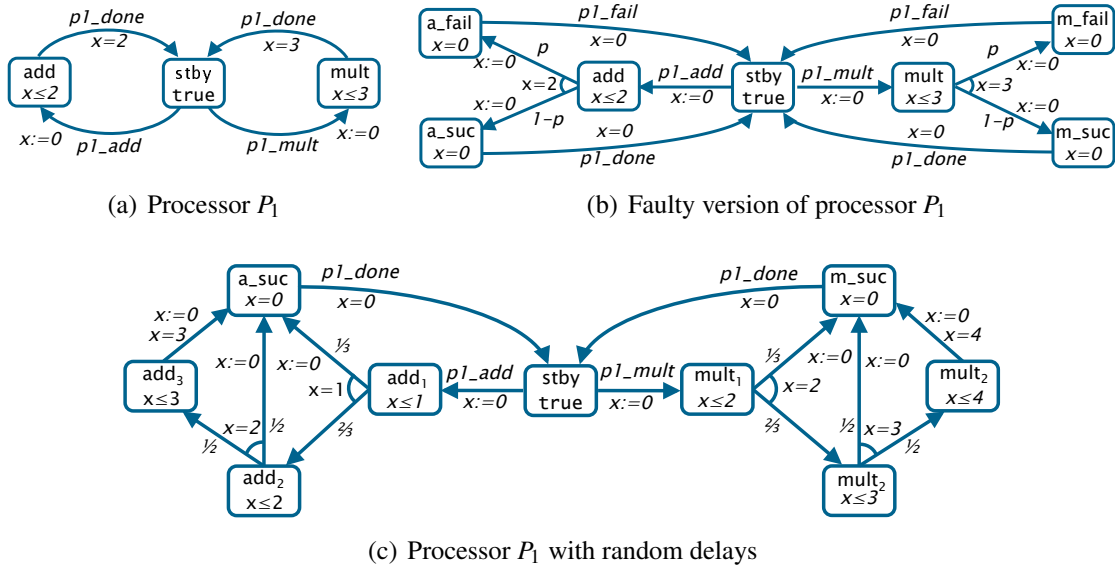 p1_done
x=2
p1_done
x=3
add
x≤2
stby
true
mult
x≤3
x:=0
p1_add
p1_mult
x:=0
(a) Processor P1
p1_fail
x=0
p1_fail
x=0
a_fail
x=0
m_fail
x=0
p
x:=0
x=2
x:=0
1-p
add
x≤2
p1_add
x:=0
stby
true
p1_mult
x:=0
mult
x≤3
p
x:=0
x=3
x:=0
1-p
a_suc
x=0
m_suc
x=0
x=0
p1_done
x=0
p1_done
(b) Faulty version of processor P1
a_suc
x=0
p1_done
x=0
p1_done
x=0
m_suc
x=0
x:=0
x=3
x:=0
x:=0
⅓
add3
x≤3
x=1
add1
x≤1
p1_add
x:=0
stby
true
p1_mult
x:=0
mult1
x≤2
⅓
x=2
x:=0
x:=0
x:=0
x=4
mult2
x≤4
½
x=2
½
⅔
add2
x≤2
⅔
½
x=3
½
mult2
x≤3
(c) Processor P1 with random delays